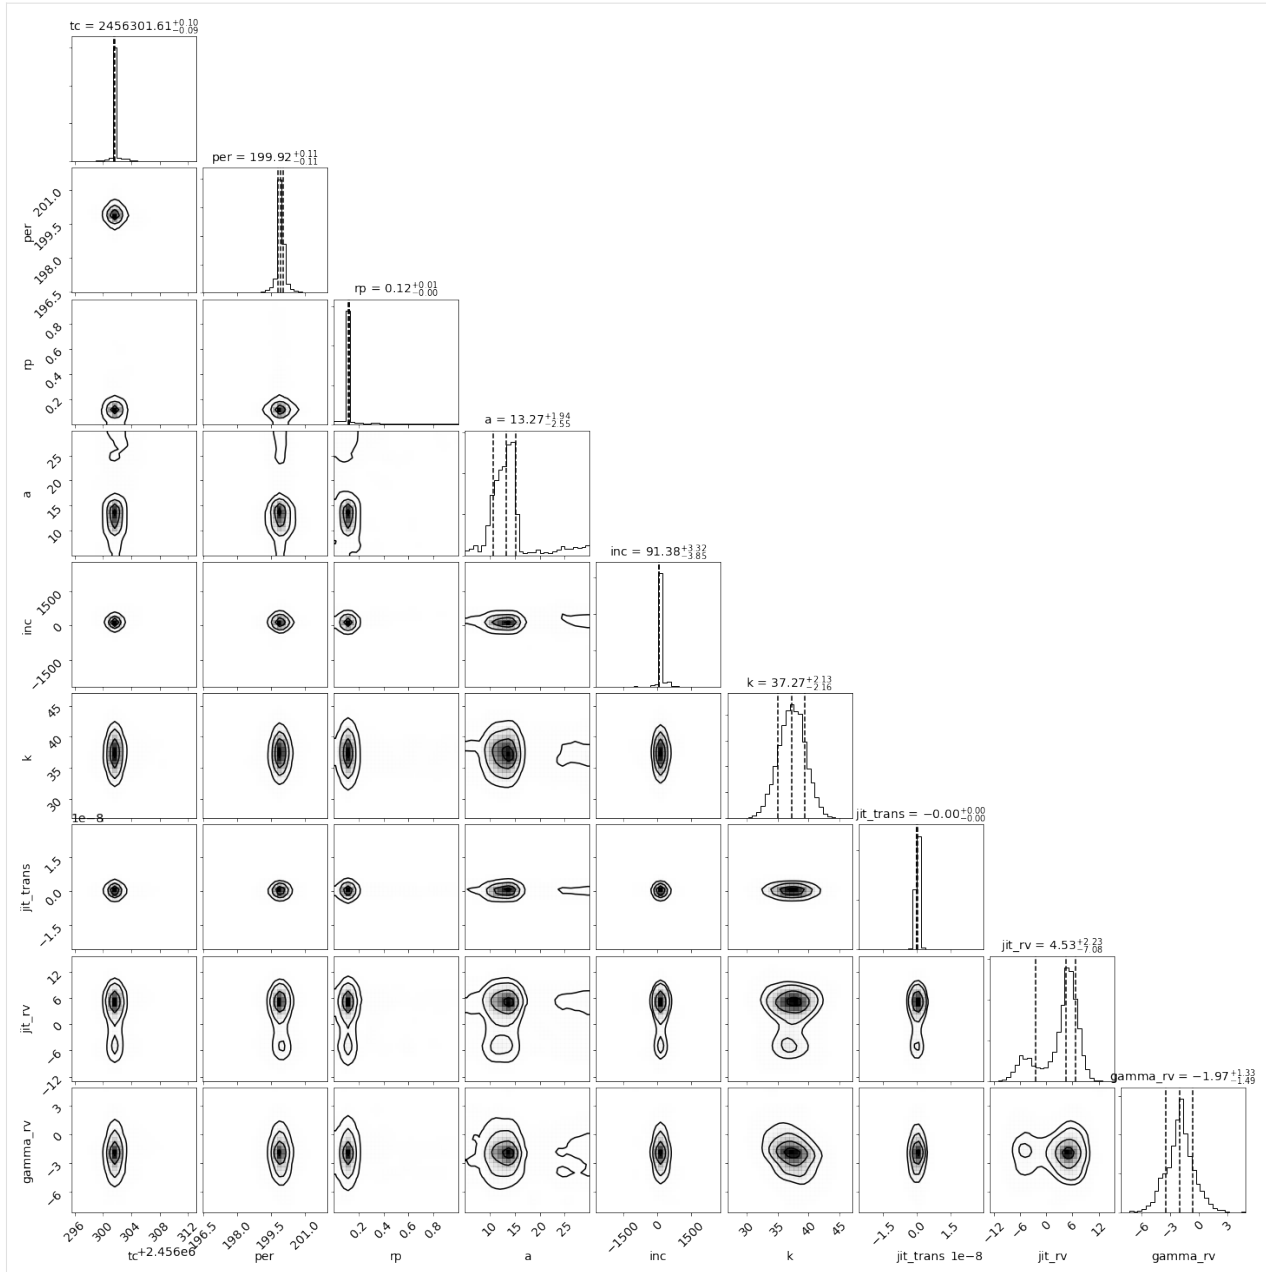 tc = 2456301.61+0.10−0.09
per = 199.92+0.11−0.11
201.0
199.5
198.0
196.5
per
rp = 0.12+0.01−0.00
0.8
0.6
0.4
0.2
rp
a = 13.27+1.94−2.55
25
20
15
10
a
inc = 91.38+3.32−3.85
1500
0
−1500
inc
k = 37.27+2.13−2.16
45
40
35
30
k
1e−8
jit_trans = −0.00+0.00−0.00
1.5
0.0
−1.5
jit_trans
jit_rv = 4.53+2.23−7.08
12
6
0
−6
−12
jit_rv
gamma_rv = −1.97+1.33−1.49
3
0
−3
−6
gamma_rv
296 300 304 308 312 196.5 198.0 199.5 201.0 0.2 0.4 0.6 0.8 10 15 20 25 −1500 0 1500 30 35 40 45 −1.5 0.0 1.5 −12 −6 0 6 12 −6 −3 0 3
tc +2.456e6 per rp a inc k jit_trans 1e−8 jit_rv gamma_rv